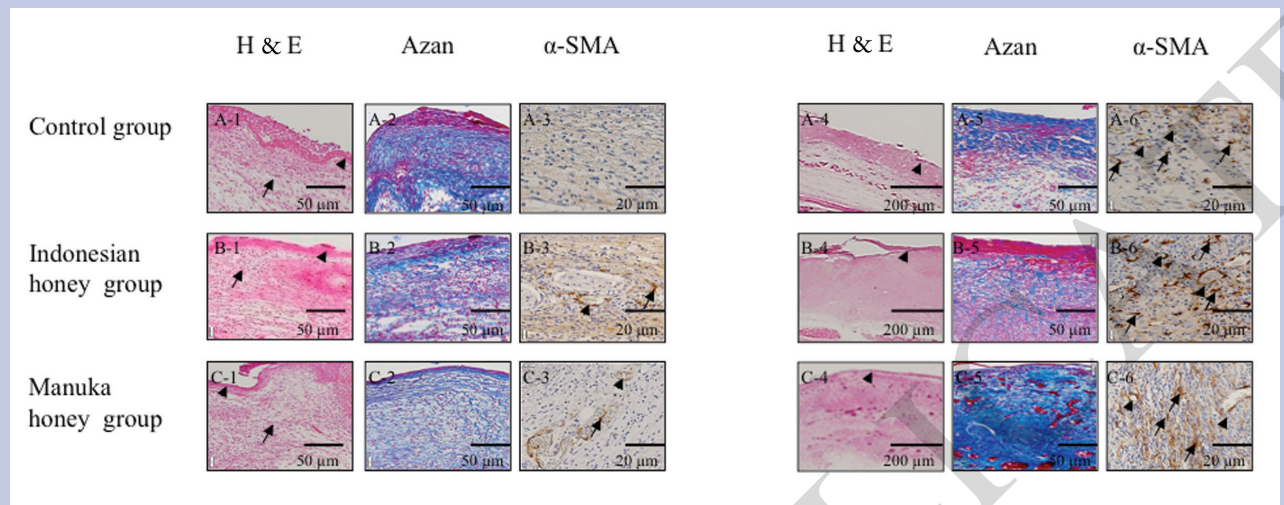 H & E Azan α-SMA H & E Azan α-SMA
Control group
A-1 A-2 A-3 A-4 A-5 A-6
50 µm 50 µm 20 µm 200 µm 50 µm 20 µm
Indonesian
honey group
B-1 B-2 B-3 B-4 B-5 B-6
50 µm 50 µm 20 µm 200 µm 50 µm 20 µm
Manuka
honey group
C-1 C-2 C-3 C-4 C-5 C-6
50 µm 50 µm 20 µm 200 µm 50 µm 20 µm